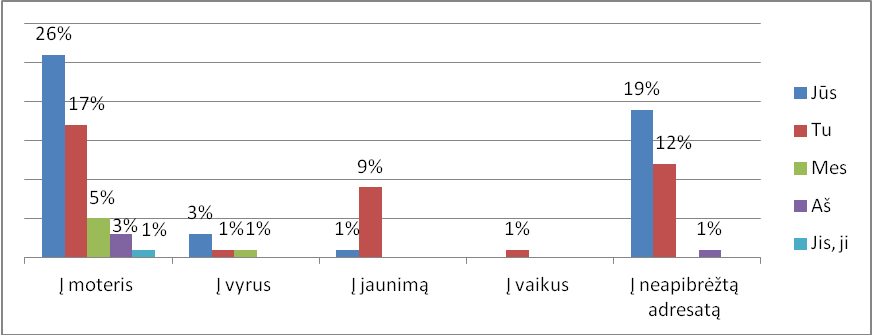 26%
17%
5%
3%
1%
3%
1%
1%
1%
9%
1%
19%
12%
1%
Į moteris
Į vyrus
Į jaunimą
Į vaikus
Į neapibrėžtą
adresatą
Jūs
Tu
Mes
Aš
Jis, ji